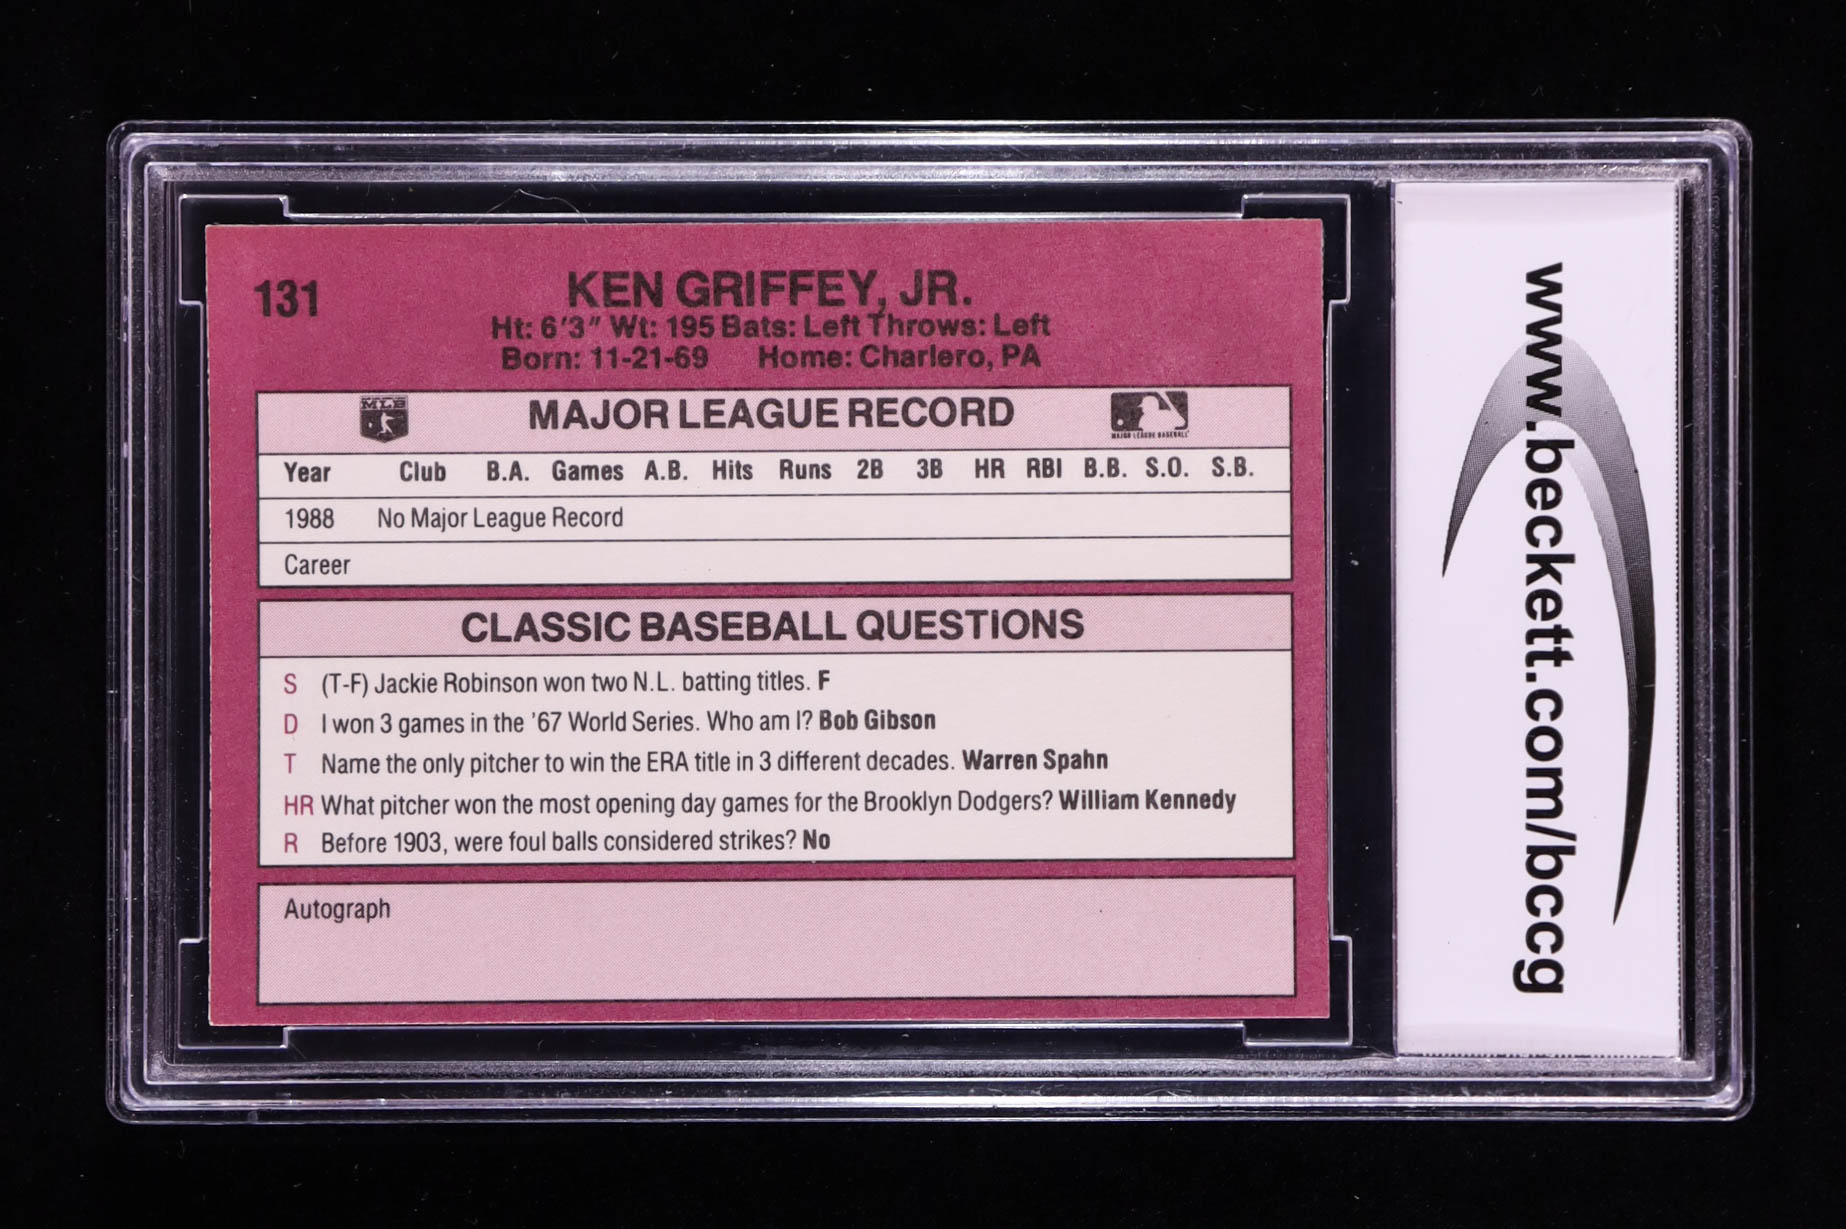 131
KEN GRIFFEY, JR.
Ht: 6'3" Wt: 195 Bats: Left Throws: Left
Born: 11-21-69 Home: Charlero, PA
MLB
MAJOR LEAGUE RECORD
MAJOR LEAGUE BASEBALL
Year Club B.A. Games A.B. Hits Runs 2B 3B HR RBI B.B. S.O. S.B.
1988 No Major League Record
Career
CLASSIC BASEBALL QUESTIONS
S (T-F) Jackie Robinson won two N.L. batting titles. F
D I won 3 games in the '67 World Series. Who am I? Bob Gibson
T Name the only pitcher to win the ERA title in 3 different decades. Warren Spahn
HR What pitcher won the most opening day games for the Brooklyn Dodgers? William Kennedy
R Before 1903, were foul balls considered strikes? No
Autograph
www.beckett.com/bccg